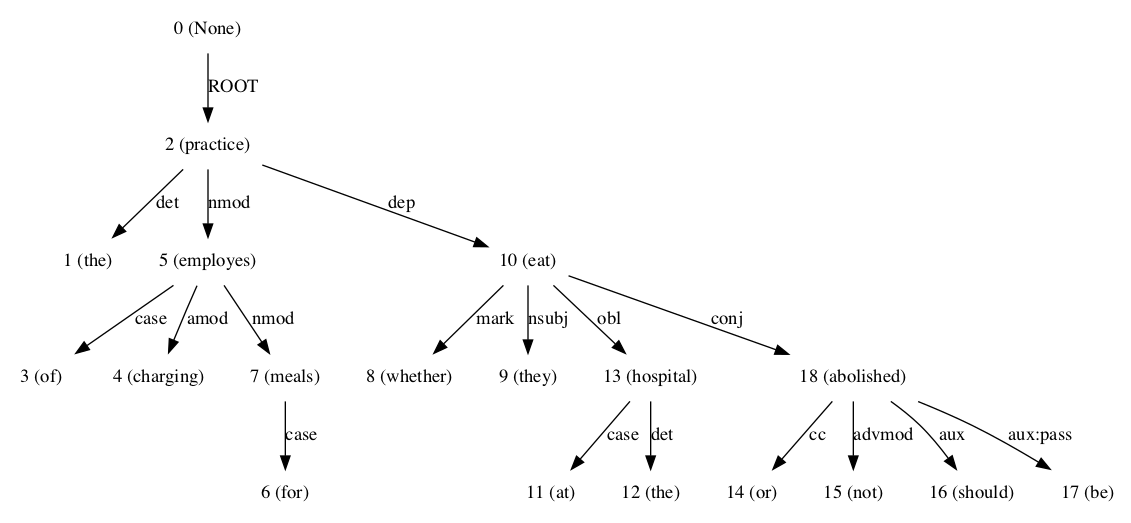 0 (None)
ROOT
2 (practice)
det nmod dep
1 (the) 5 (employes) 10 (eat)
case amod nmod mark nsubj obl conj
3 (of) 4 (charging) 7 (meals) 8 (whether) 9 (they) 13 (hospital) 18 (abolished)
case case det cc advmod aux aux:pass
6 (for) 11 (at) 12 (the) 14 (or) 15 (not) 16 (should) 17 (be)